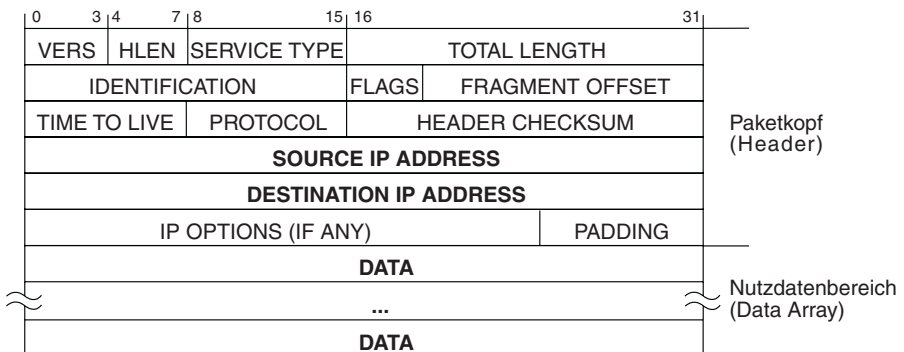 0 3 4 7 8 15 16 31
VERS HLEN SERVICE TYPE TOTAL LENGTH
IDENTIFICATION FLAGS FRAGMENT OFFSET
TIME TO LIVE PROTOCOL HEADER CHECKSUM
Paketkopf
(Header)
SOURCE IP ADDRESS
DESTINATION IP ADDRESS
IP OPTIONS (IF ANY) PADDING
DATA
Nutzdatenbereich
(Data Array)
...
DATA